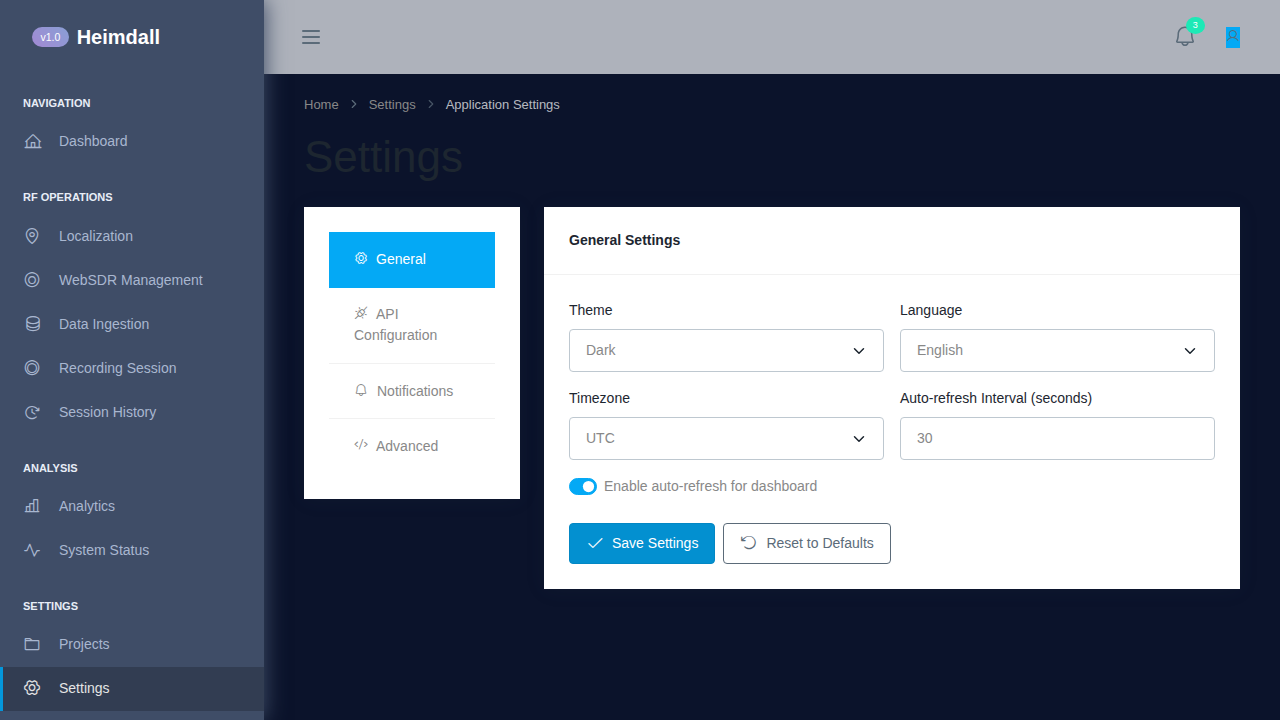 v1.0 Heimdall
3
NAVIGATION
Dashboard
RF OPERATIONS
Localization
WebSDR Management
Data Ingestion
Recording Session
Session History
ANALYSIS
Analytics
System Status
SETTINGS
Projects
Settings
Home > Settings > Application Settings
Settings
General
API
Configuration
Notifications
Advanced
General Settings
Theme
Language
Dark
English
Timezone
Auto-refresh Interval (seconds)
UTC
30
Enable auto-refresh for dashboard
Save Settings
Reset to Defaults